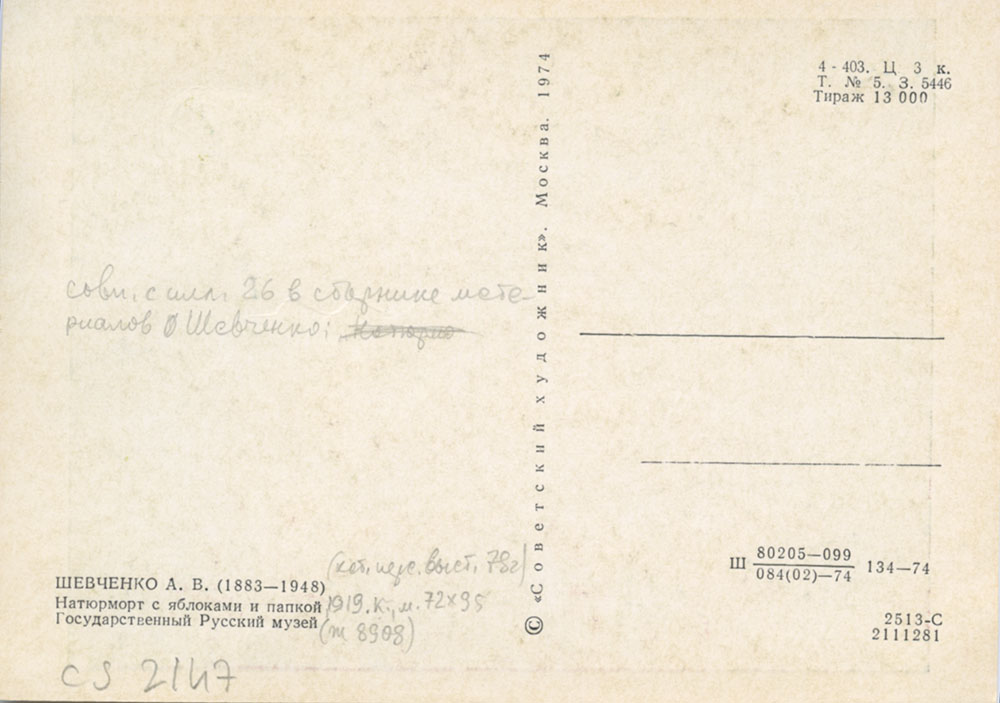 4-403. Ц 3 к.
Т. № 5. З. 5446
Тираж 13 000
© «Советский художник». Москва. 1974
совп. с илл. 26 в сборнике мате-
риалов о Шевченко:
Ш 80205—099
084(02)—74 134—74
(кат. перс. выст. 78г)
ШЕВЧЕНКО А. В. (1883—1948)
Натюрморт с яблоками и папкой 1919. к., м. 72×95
Государственный Русский музей (ж 8908)
2513-С
2111281
CS 2147